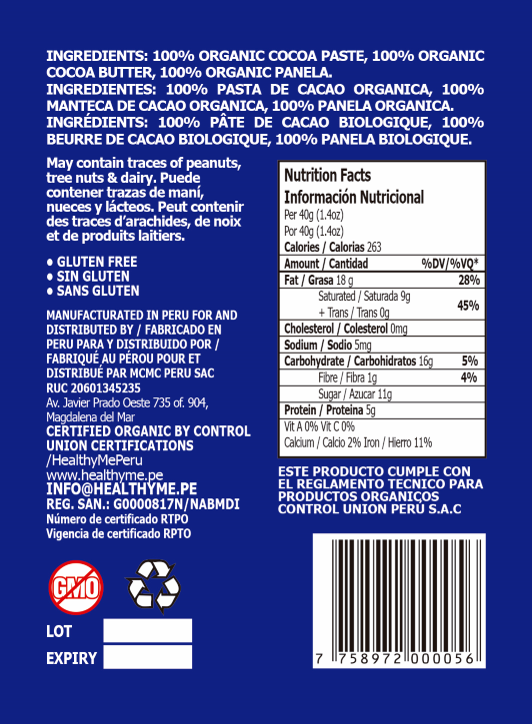 INGREDIENTS: 100% ORGANIC COCOA PASTE, 100% ORGANIC
COCOA BUTTER, 100% ORGANIC PANELA.
INGREDIENTES: 100% PASTA DE CACAO ORGANICA, 100%
MANTECA DE CACAO ORGANICA, 100% PANELA ORGANICA.
INGRÉDIENTS: 100% PÂTE DE CACAO BIOLOGIQUE, 100%
BEURRE DE CACAO BIOLOGIQUE, 100% PANELA BIOLOGIQUE.
May contain traces of peanuts,
tree nuts & dairy. Puede
contener trazas de maní,
nueces y lácteos. Peut contenir
des traces d'arachides, de noix
et de produits laitiers.
• GLUTEN FREE
• SIN GLUTEN
• SANS GLUTEN
MANUFACTURATED IN PERU FOR AND
DISTRIBUTED BY / FABRICADO EN
PERU PARA Y DISTRIBUIDO POR /
FABRIQUÉ AU PÉROU POUR ET
DISTRIBUÉ PAR MCMC PERU SAC
RUC 20601345235
Av. Javier Prado Oeste 735 of. 904,
Magdalena del Mar
CERTIFIED ORGANIC BY CONTROL
UNION CERTIFICATIONS
/HealthyMePeru
www.healthyme.pe
INFO@HEALTHYME.PE
REG. SAN.: G0000817N/NABMDI
Número de certificado RTPO
Vigencia de certificado RPTO
GMO
LOT
EXPIRY
Nutrition Facts
Información Nutricional
Per 40g (1.4oz)
Por 40g (1.4oz)
Calories / Calorias 263
Amount / Cantidad %DV/%VQ*
Fat / Grasa 18 g 28%
Saturated / Saturada 9g
+ Trans / Trans 0g 45%
Cholesterol / Colesterol 0mg
Sodium / Sodio 5mg
Carbohydrate / Carbohidratos 16g 5%
Fibre / Fibra 1g 4%
Sugar / Azucar 11g
Protein / Proteina 5g
Vit A 0% Vit C 0%
Calcium / Calcio 2% Iron / Hierro 11%
ESTE PRODUCTO CUMPLE CON
EL REGLAMENTO TECNICO PARA
PRODUCTOS ORGANICOS
CONTROL UNION PERÚ S.A.C
7 758972 000056